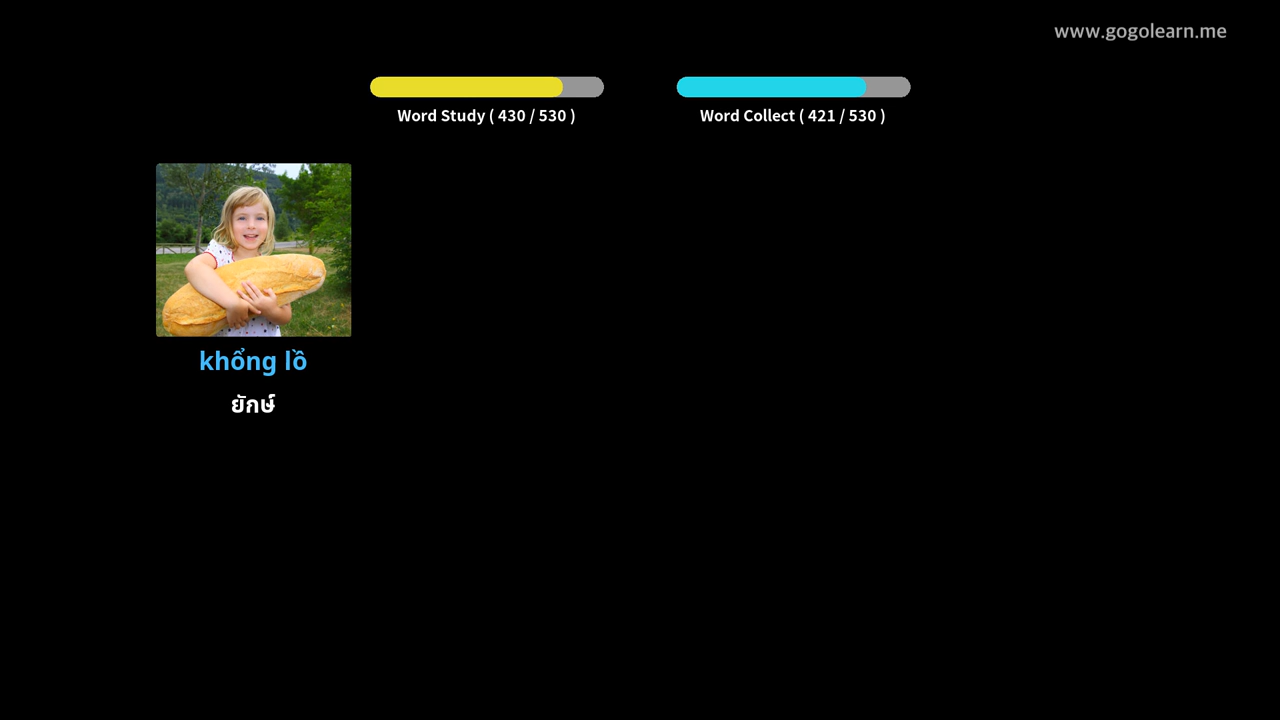 www.gogolearn.me
Word Study ( 430 / 530 )
Word Collect ( 421 / 530 )
khổng lồ
ยักษ์